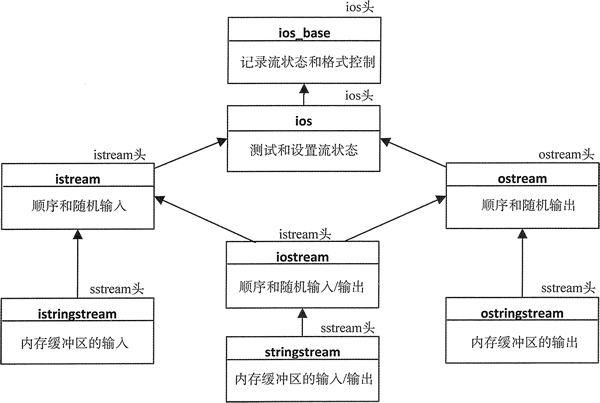 ios头
ios_base
记录流状态和格式控制
ios头
ios
测试和设置流状态
istream头
istream
顺序和随机输入
ostream头
ostream
顺序和随机输出
istream头
iostream
顺序和随机输入/输出
sstream头
istringstream
内存缓冲区的输入
sstream头
stringstream
内存缓冲区的输入/输出
sstream头
ostringstream
内存缓冲区的输出